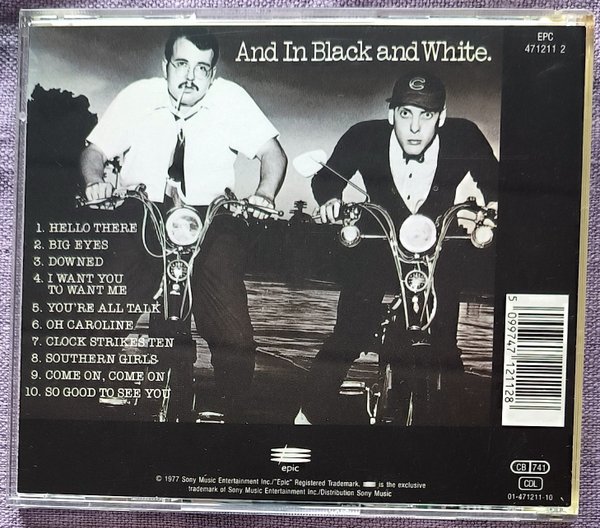 And In Black and White.
EPC
471211 2
1. HELLO THERE
2. BIG EYES
3. DOWNED
4. I WANT YOU
TO WANT ME
5. YOU'RE ALL TALK
6. OH CAROLINE
7. CLOCK STRIKES TEN
8. SOUTHERN GIRLS
9. COME ON, COME ON
10. SO GOOD TO SEE YOU
5 099747 121128
epic
© 1977 Sony Music Entertainment Inc./"Epic" Registered Trademark, is the exclusive
trademark of Sony Music Entertainment Inc./Distribution Sony Music
CB 741
CDL
01-471211-10